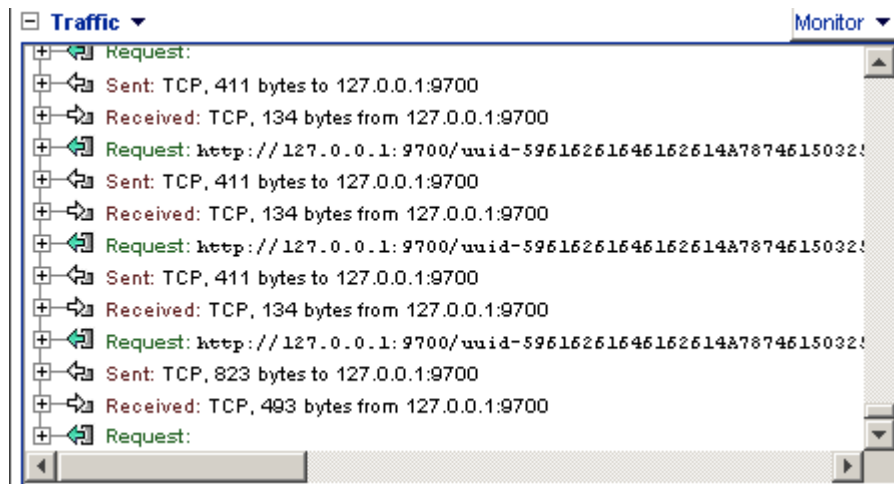 Traffic
Monitor
Request:
Sent: TCP, 411 bytes to 127.0.0.1:9700
Received: TCP, 134 bytes from 127.0.0.1:9700
Request: http://127.0.0.1:9700/uuid-59616261646162614A7874615032
Sent: TCP, 411 bytes to 127.0.0.1:9700
Received: TCP, 134 bytes from 127.0.0.1:9700
Request: http://127.0.0.1:9700/uuid-59616261646162614A7874615032
Sent: TCP, 411 bytes to 127.0.0.1:9700
Received: TCP, 134 bytes from 127.0.0.1:9700
Request: http://127.0.0.1:9700/uuid-59616261646162614A7874615032
Sent: TCP, 823 bytes to 127.0.0.1:9700
Received: TCP, 493 bytes from 127.0.0.1:9700
Request: